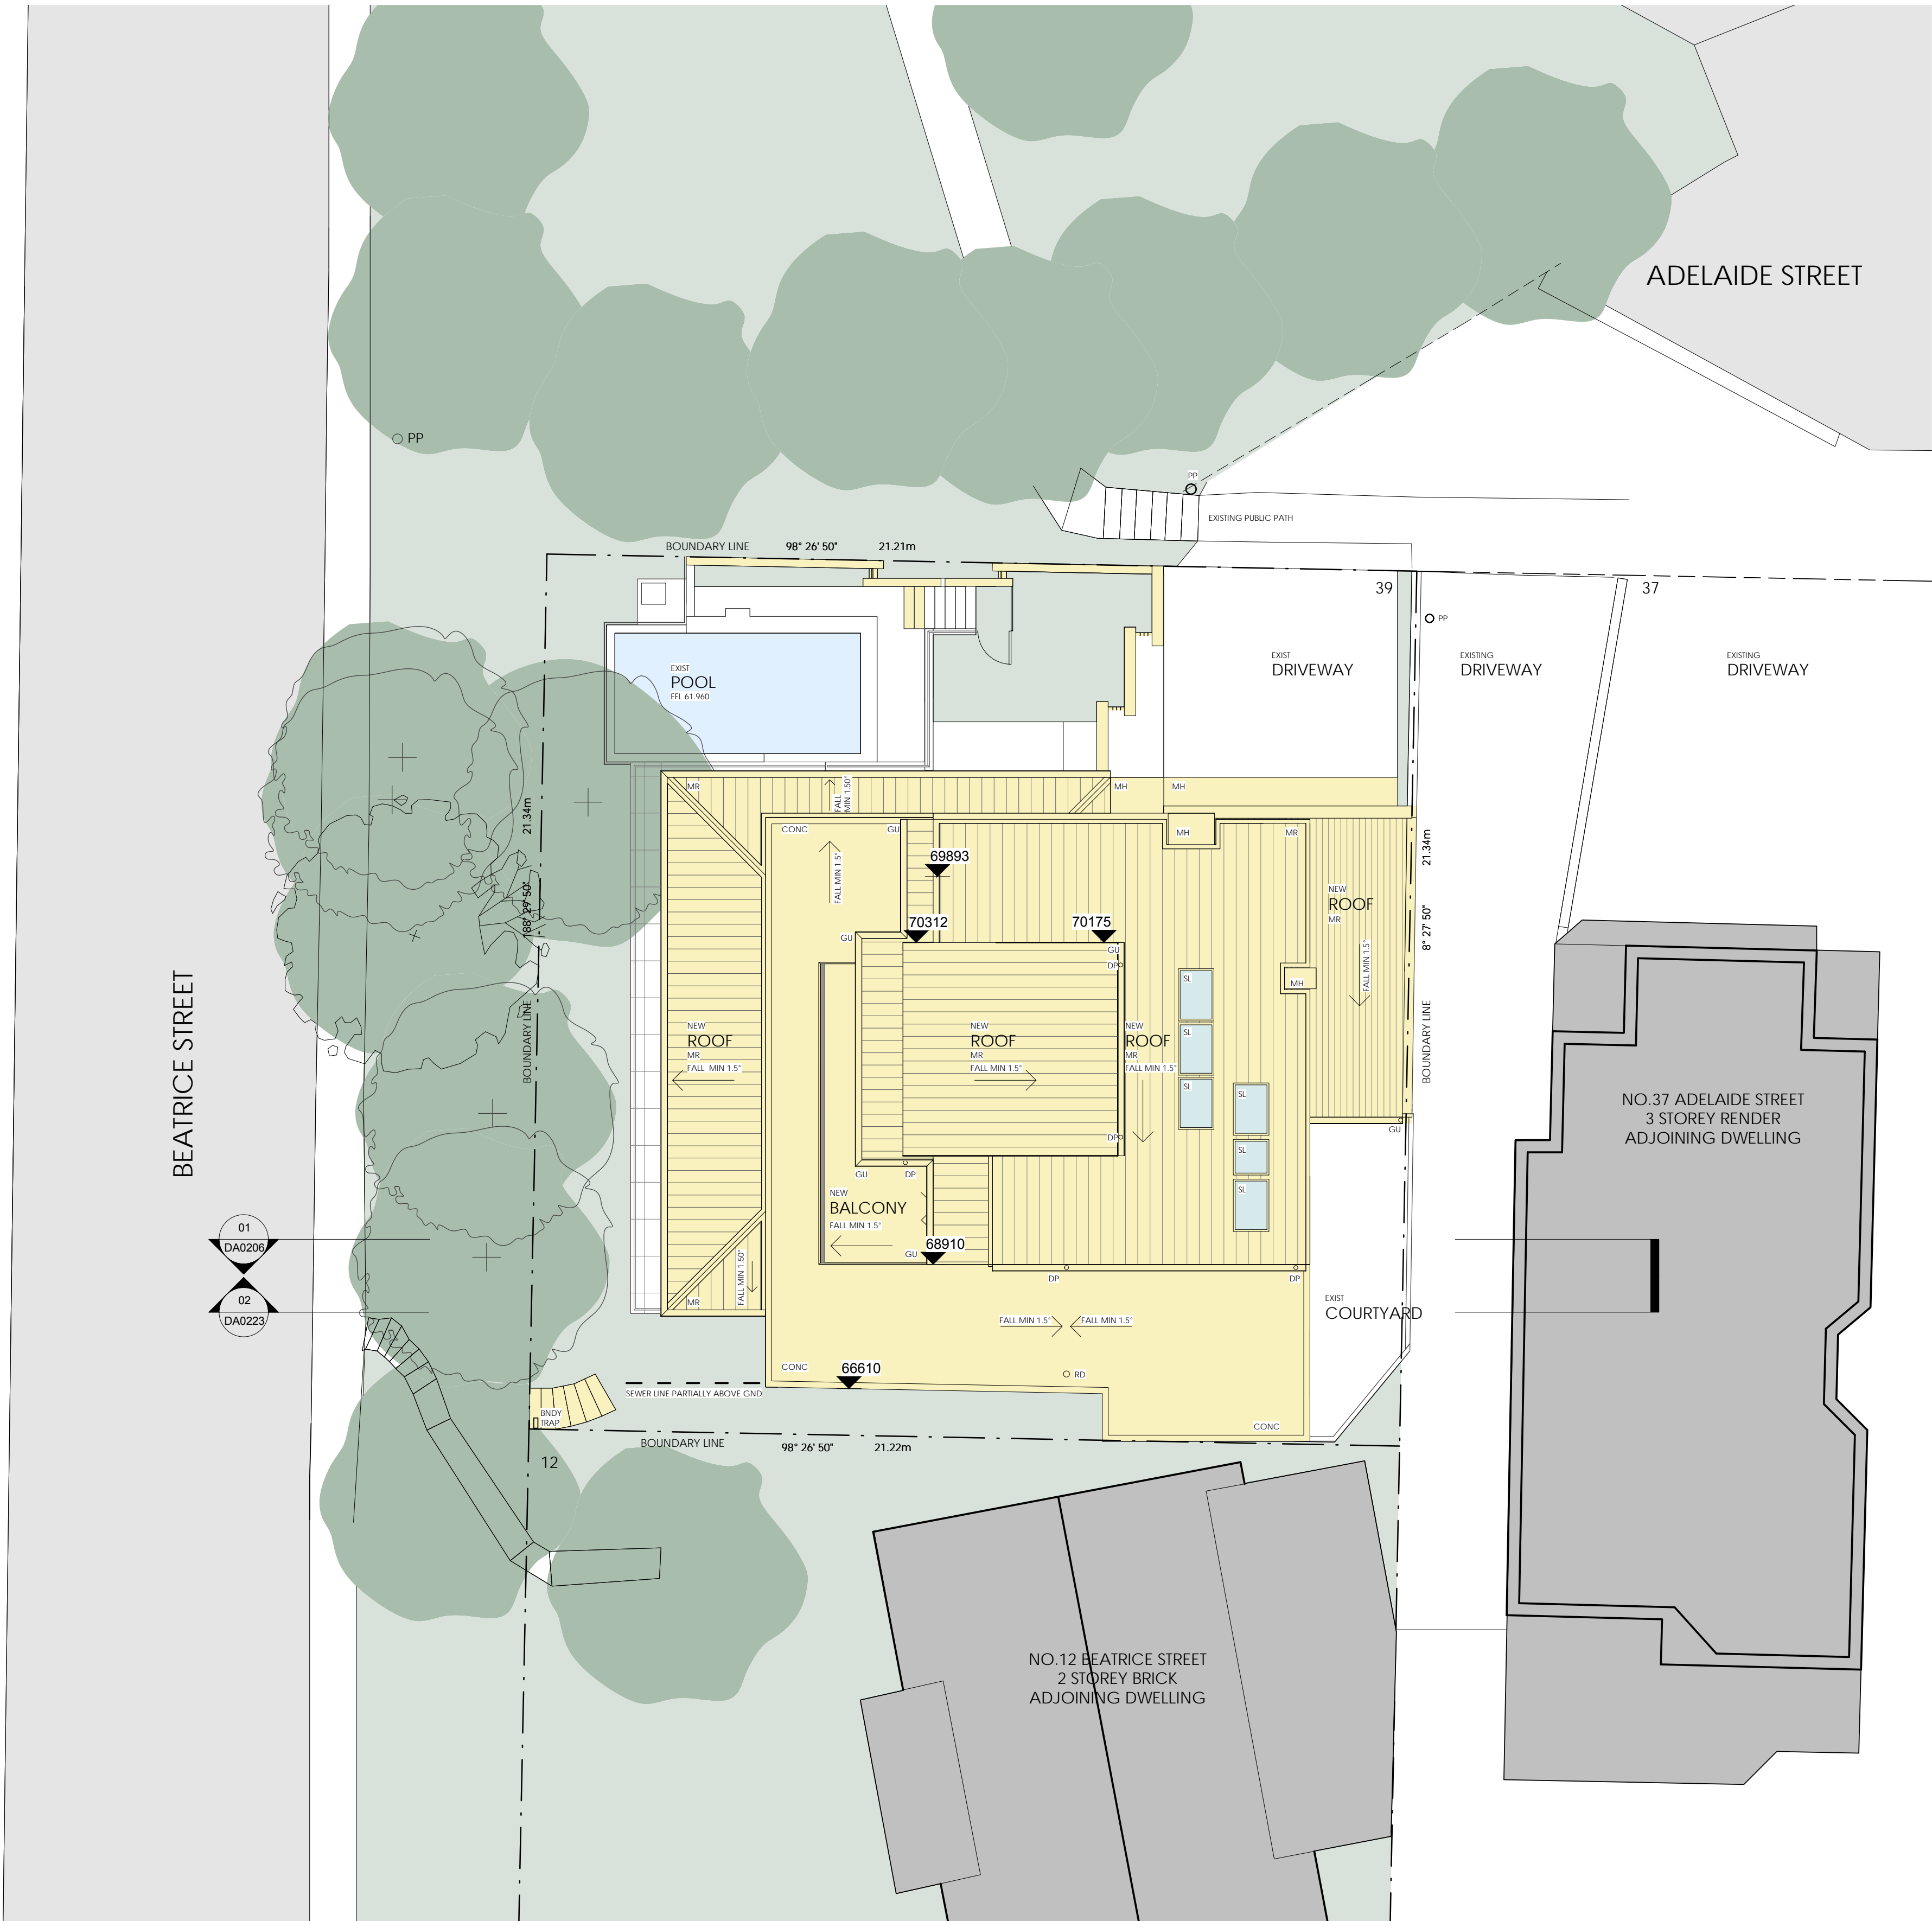 ADELAIDE STREET
PP
PP
EXISTING PUBLIC PATH
BOUNDARY LINE 98° 26' 50" 21.21m
39
37
PP
EXIST
POOL
FFL 61.960
EXIST
DRIVEWAY
EXISTING
DRIVEWAY
EXISTING
DRIVEWAY
MR
FALL
MIN 1.50°
MH
MH
21.34m
188° 29' 50"
BOUNDARY LINE
CONC
GU
MH
MR
FALL MIN 1.5°
69893
21.34m
8° 27' 50"
BOUNDARY LINE
NEW
ROOF
MR
FALL MIN 1.5°
70312
70175
GU
GU
DP
SL
MH
BEATRICE STREET
NEW
ROOF
MR
FALL MIN 1.5°
NEW
ROOF
MR
FALL MIN 1.5°
NEW
ROOF
MR
FALL MIN 1.5°
SL
SL
SL
NO.37 ADELAIDE STREET
3 STOREY RENDER
ADJOINING DWELLING
DP
GU
SL
GU
DP
SL
NEW
BALCONY
FALL MIN 1.5°
GU
68910
01
DA0206
02
DA0223
FALL MIN 1.50°
MR
DP
DP
EXIST
COURTYARD
FALL MIN 1.5°
FALL MIN 1.5°
CONC
66610
RD
SEWER LINE PARTIALLY ABOVE GND
BNDY
TRAP
CONC
BOUNDARY LINE 98° 26' 50" 21.22m
12
NO.12 BEATRICE STREET
2 STOREY BRICK
ADJOINING DWELLING